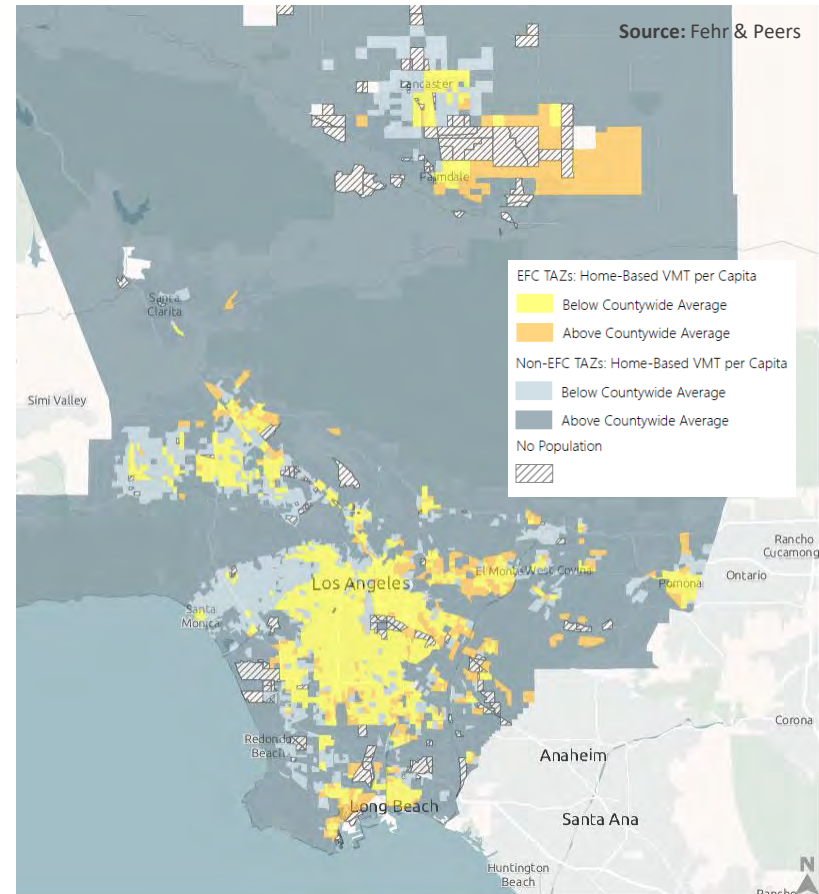 Source: Fehr & Peers
Lancaster
Palmdale
EFC TAZs: Home-Based VMT per Capita
Below Countywide Average
Above Countywide Average
Non-EFC TAZs: Home-Based VMT per Capita
Below Countywide Average
Above Countywide Average
No Population
Santa
Clarita
Simi Valley
Rancho
Cucamong
Los Angeles
El Monte
West Covina
Pomona
Ontario
Santa
Monica
Corona
Redondo
Beach
Anaheim
Long Beach
Santa Ana
Huntington
Beach
N
Rancho